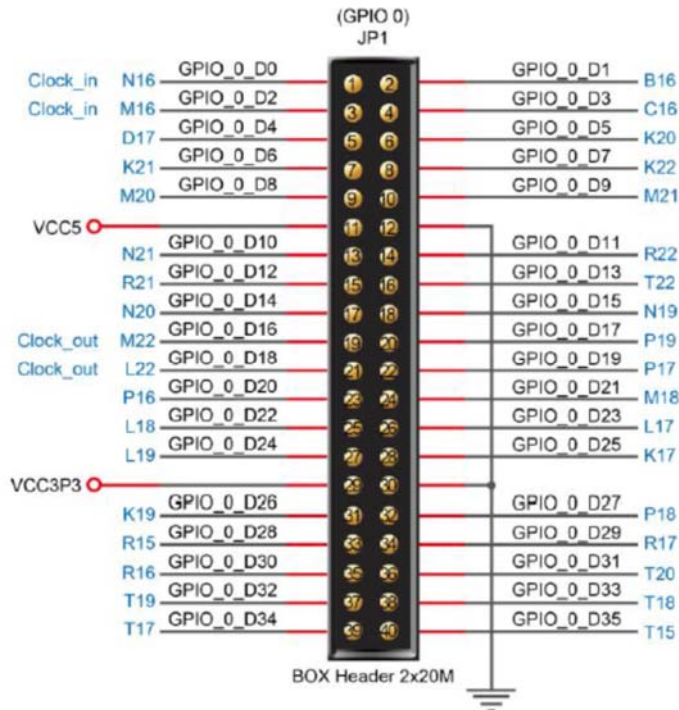 (GPIO 0)
JP1
Clock_in N16 GPIO_0_D0 1 2 GPIO_0_D1 B16
Clock_in M16 GPIO_0_D2 3 4 GPIO_0_D3 C16
D17 GPIO_0_D4 5 6 GPIO_0_D5 K20
K21 GPIO_0_D6 7 8 GPIO_0_D7 K22
M20 GPIO_0_D8 9 10 GPIO_0_D9 M21
VCC5 11 12
N21 GPIO_0_D10 13 14 GPIO_0_D11 R22
R21 GPIO_0_D12 15 16 GPIO_0_D13 T22
N20 GPIO_0_D14 17 18 GPIO_0_D15 N19
Clock_out M22 GPIO_0_D16 19 20 GPIO_0_D17 P19
Clock_out L22 GPIO_0_D18 21 22 GPIO_0_D19 P17
P16 GPIO_0_D20 23 24 GPIO_0_D21 M18
L18 GPIO_0_D22 25 26 GPIO_0_D23 L17
L19 GPIO_0_D24 27 28 GPIO_0_D25 K17
VCC3P3 29 30
K19 GPIO_0_D26 31 32 GPIO_0_D27 P18
R15 GPIO_0_D28 33 34 GPIO_0_D29 R17
R16 GPIO_0_D30 35 36 GPIO_0_D31 T20
T19 GPIO_0_D32 37 38 GPIO_0_D33 T18
T17 GPIO_0_D34 39 40 GPIO_0_D35 T15
BOX Header 2x20M